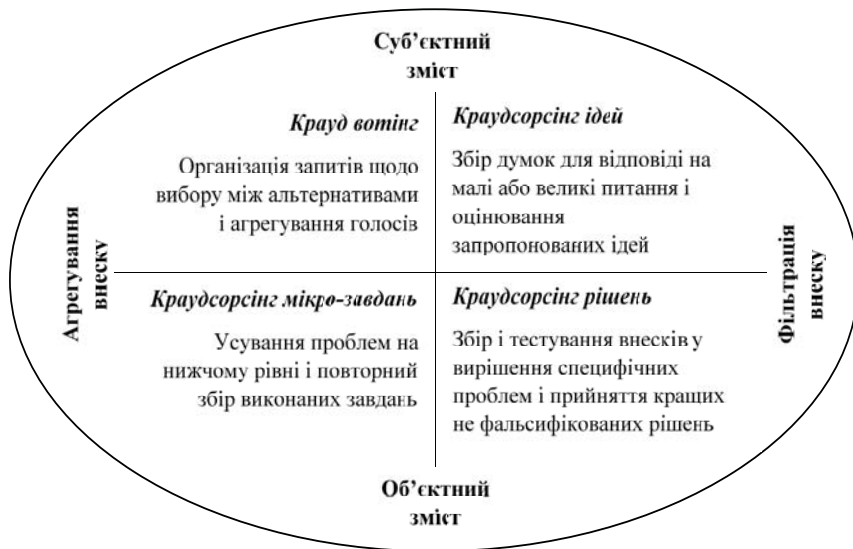 Суб’єктний
зміст
Крауд вотінг
Організація запитів щодо
вибору між альтернативами
і агрегування голосів
Краудсорсінг ідей
Збір думок для відповіді на
малі або великі питання і
оцінювання
запропонованих ідей
Агрегування
внеску
Фільтрація
внеску
Краудсорсінг мікро-завдань
Усування проблем на
нижчому рівні і повторний
збір виконаних завдань
Краудсорсінг рішень
Збір і тестування внесків у
вирішення специфічних
проблем і прийняття кращих
не фальсифікованих рішень
Об’єктний
зміст